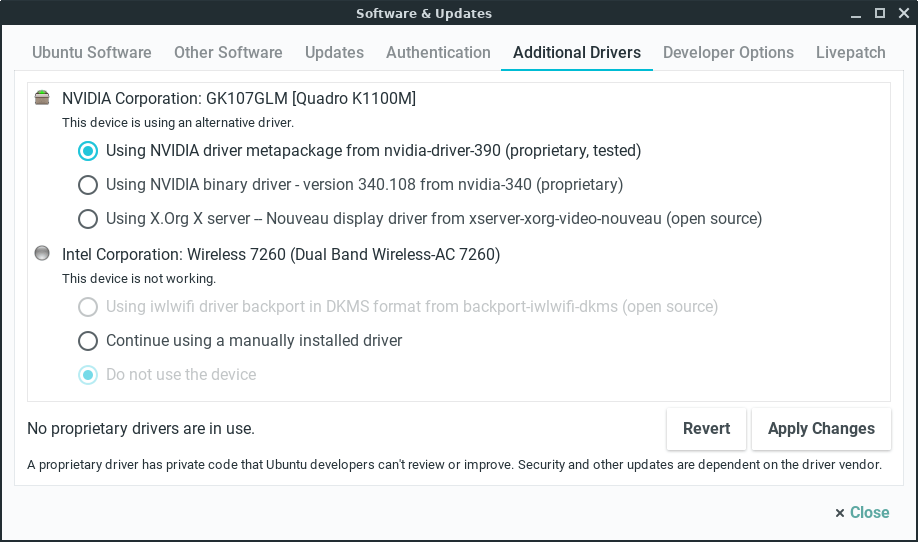 Software & Updates
Ubuntu Software Other Software Updates Authentication Additional Drivers Developer Options Livepatch
NVIDIA Corporation: GK107GLM [Quadro K1100M]
This device is using an alternative driver.
Using NVIDIA driver metapackage from nvidia-driver-390 (proprietary, tested)
Using NVIDIA binary driver - version 340.108 from nvidia-340 (proprietary)
Using X.Org X server -- Nouveau display driver from xserver-xorg-video-nouveau (open source)
Intel Corporation: Wireless 7260 (Dual Band Wireless-AC 7260)
This device is not working.
Using iwlwifi driver backport in DKMS format from backport-iwlwifi-dkms (open source)
Continue using a manually installed driver
Do not use the device
No proprietary drivers are in use. Revert Apply Changes
A proprietary driver has private code that Ubuntu developers can't review or improve. Security and other updates are dependent on the driver vendor.
Close